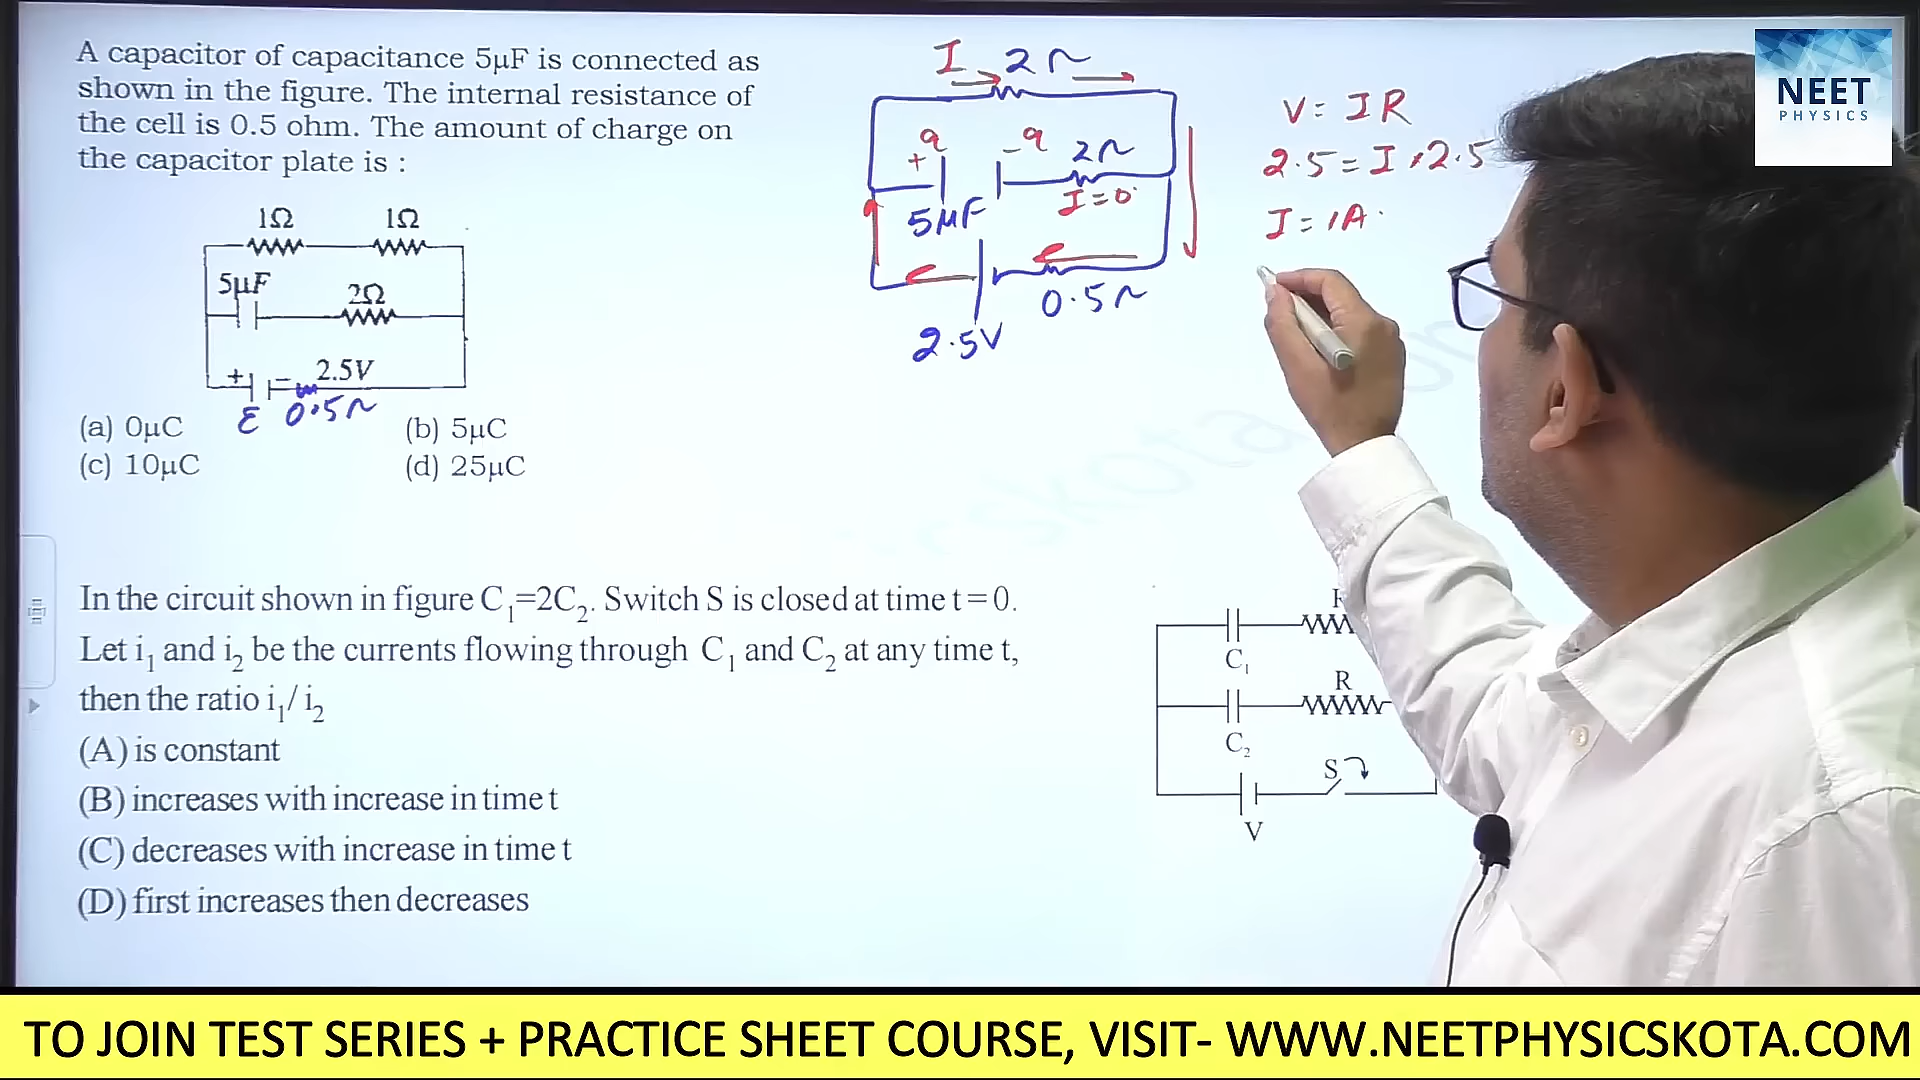 A capacitor of capacitance 5μF is connected as
shown in the figure. The internal resistance of
the cell is 0.5 ohm. The amount of charge on
the capacitor plate is :
1Ω 1Ω
5μF
2Ω
+ - 2.5V
ε 0.5~
(a) 0μC (b) 5μC
(c) 10μC (d) 25μC
I 2~
+q -q 2~
5μF I=0
0.5~
2.5V
V = IR
2.5 = I × 2.5
I = 1A.
NEET
PHYSICS
In the circuit shown in figure C₁=2C₂. Switch S is closed at time t=0.
Let i₁ and i₂ be the currents flowing through C₁ and C₂ at any time t,
then the ratio i₁/ i₂
(A) is constant
(B) increases with increase in time t
(C) decreases with increase in time t
(D) first increases then decreases
C₁
R
C₂
S
V
TO JOIN TEST SERIES + PRACTICE SHEET COURSE, VISIT- WWW.NEETPHYSICSKOTA.COM